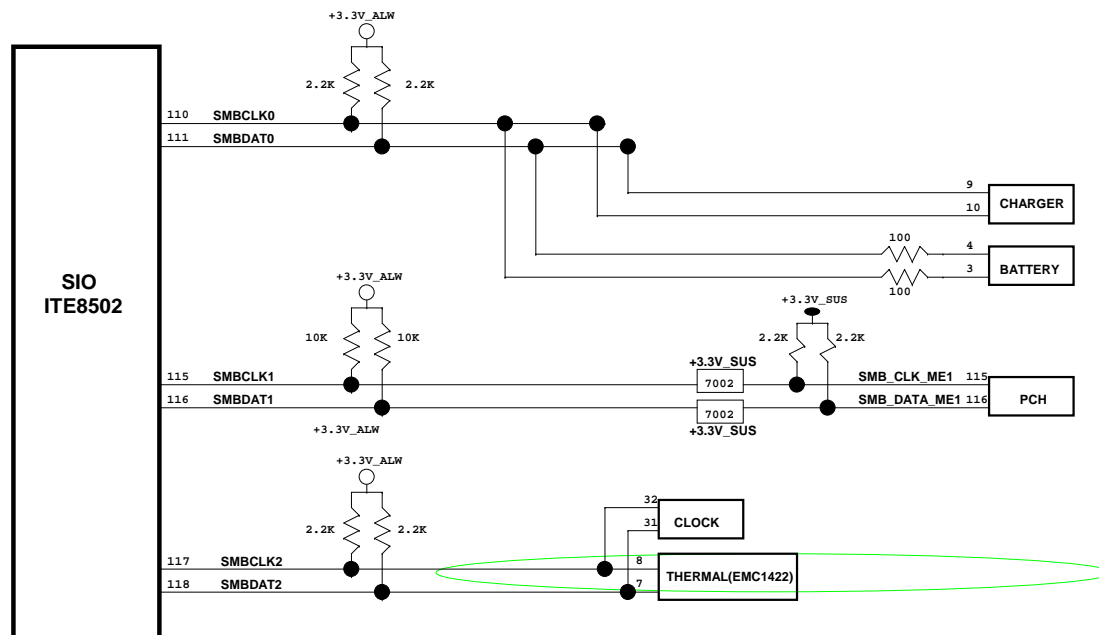 +3.3V_ALW
2.2K 2.2K
110 SMBCLK0
111 SMBDAT0
9
10
CHARGER
100
4
3
BATTERY
100
SIO
ITE8502
+3.3V_ALW
10K 10K
+3.3V_SUS
2.2K 2.2K
+3.3V_SUS
115 SMBCLK1
7002
SMB_CLK_ME1 115
116 SMBDAT1
7002
SMB_DATA_ME1 116
PCH
+3.3V_SUS
+3.3V_ALW
+3.3V_ALW
2.2K 2.2K
32
31
CLOCK
117 SMBCLK2
8
118 SMBDAT2
7
THERMAL(EMC1422)